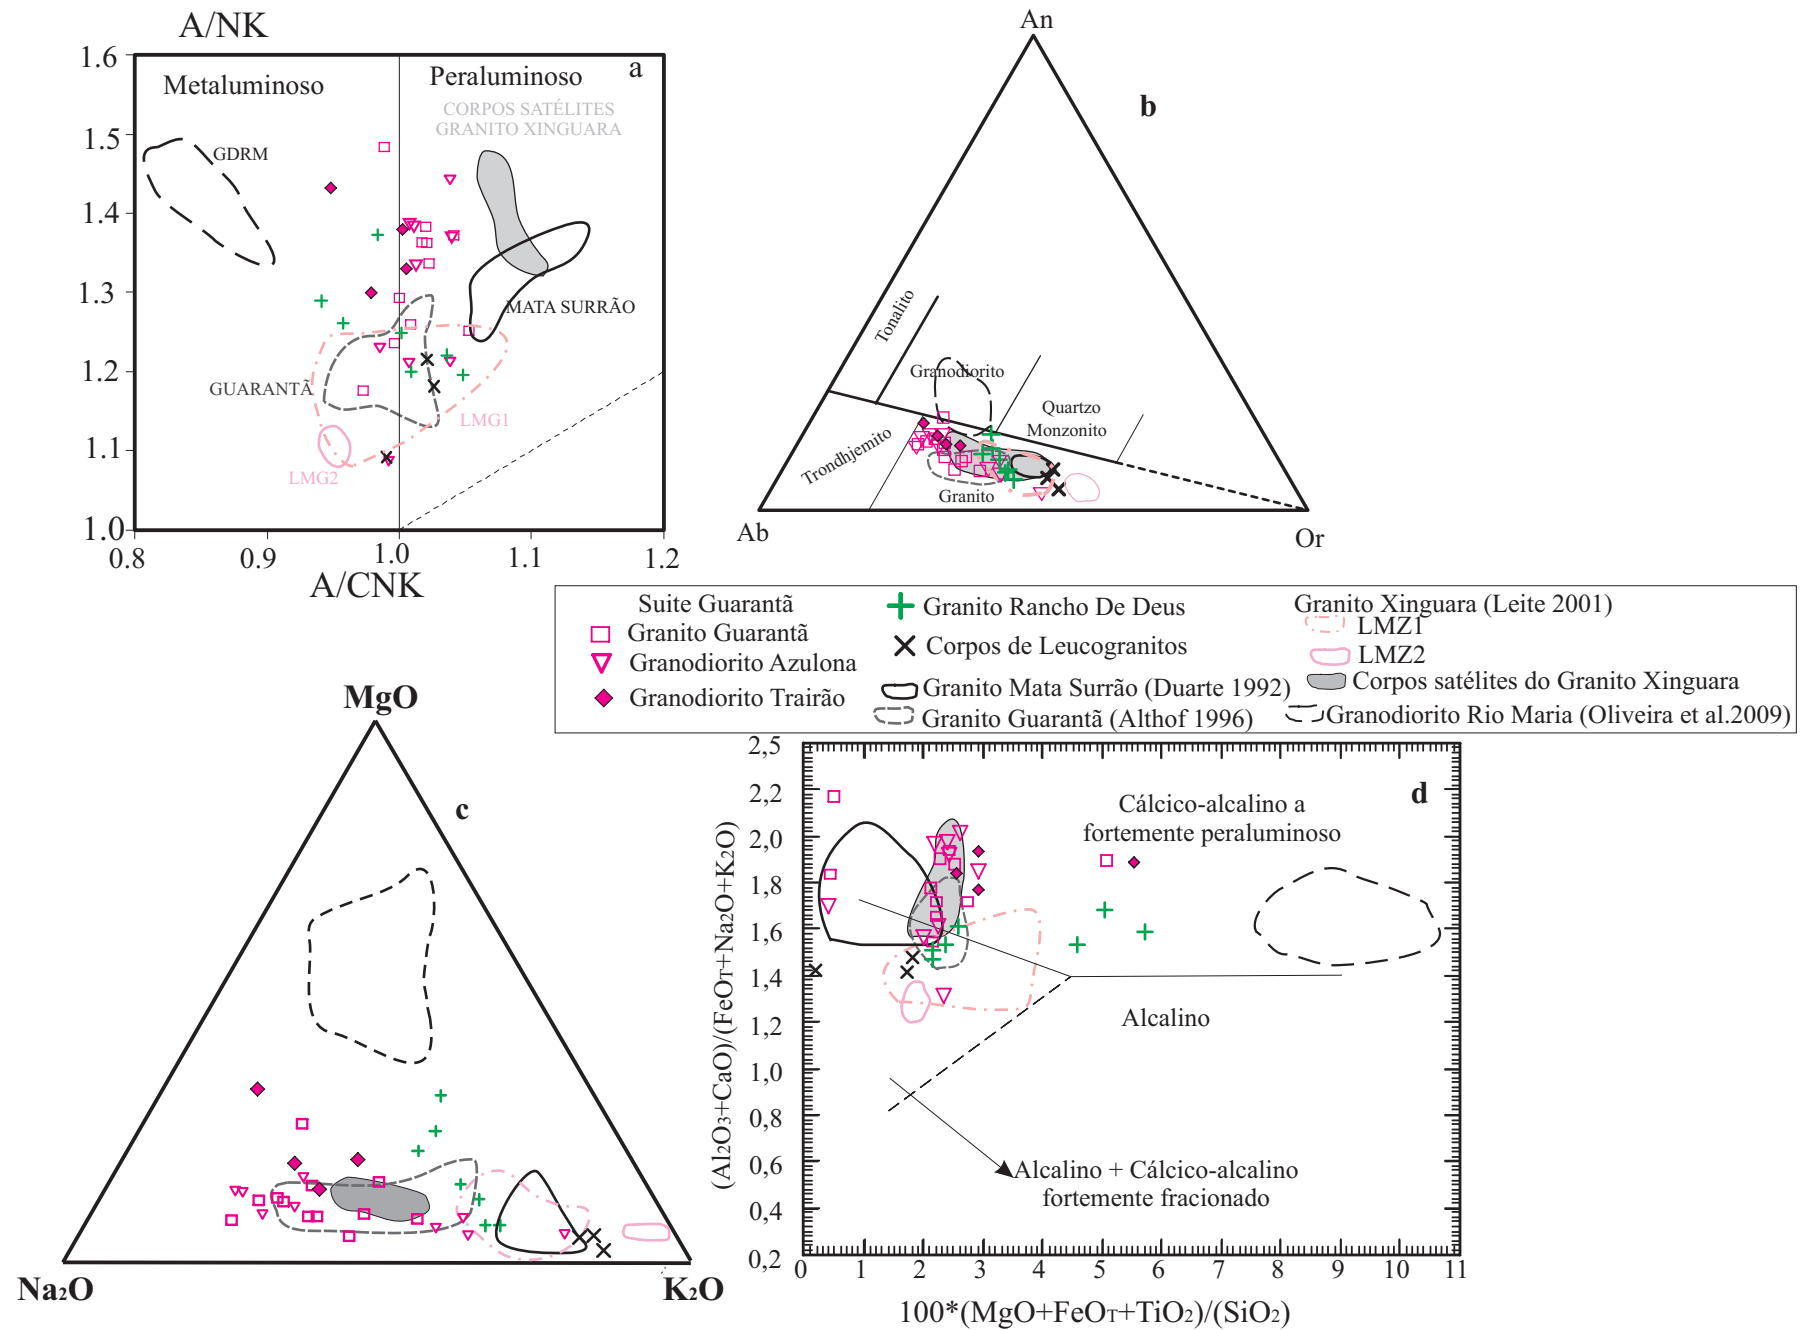 A/NK
a
Metaluminoso
Peraluminoso
CORPOS SATÉLITES
GRANITO XINGUARA
GDRM
MATA SURRÃO
GUARANTÃ
LMG1
LMG2
1.6
1.5
1.4
1.3
1.2
1.1
1.0
0.8
0.9
1.0
1.1
1.2
A/CNK
An
b
Tonalito
Granodiorito
Quartzo
Monzonito
Trondhjemito
Granito
Ab
Or
Suite Guarantã
Granito Guarantã
Granodiorito Azulona
Granodiorito Trairão
Granito Rancho De Deus
Corpos de Leucogranitos
Granito Mata Surrão (Duarte 1992)
Granito Guarantã (Althof 1996)
Granito Xinguara (Leite 2001)
LMZ1
LMZ2
Corpos satélites do Granito Xinguara
Granodiorito Rio Maria (Oliveira et al.2009)
MgO
c
Na2O
K2O
2,5
2,2
2,0
1,8
1,6
1,4
1,2
1,0
0,8
0,6
0,4
0,2
(Al2O3+CaO)/(FeOT+Na2O+K2O)
d
Cálcico-alcalino a
fortemente peraluminoso
Alcalino
Alcalino + Cálcico-alcalino
fortemente fracionado
0
1
2
3
4
5
6
7
8
9
10
11
100*(MgO+FeOT+TiO2)/(SiO2)